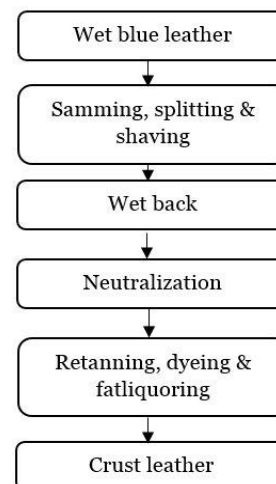 Wet blue leather
Samming, splitting &
shaving
Wet back
Neutralization
Retanning, dyeing &
fatliquoring
Crust leather